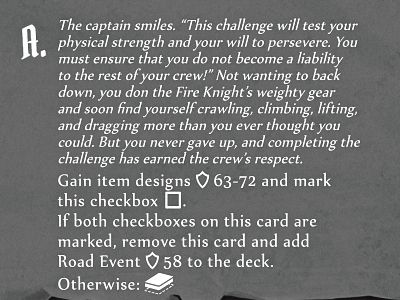 A. The captain smiles. “This challenge will test your
physical strength and your will to persevere. You
must ensure that you do not become a liability
to the rest of your crew!” Not wanting to back
down, you don the Fire Knight’s weighty gear
and soon find yourself crawling, climbing, lifting,
and dragging more than you ever thought you
could. But you never gave up, and completing the
challenge has earned the crew’s respect.
Gain item designs 63-72 and mark
this checkbox .
If both checkboxes on this card are
marked, remove this card and add
Road Event 58 to the deck.
Otherwise: